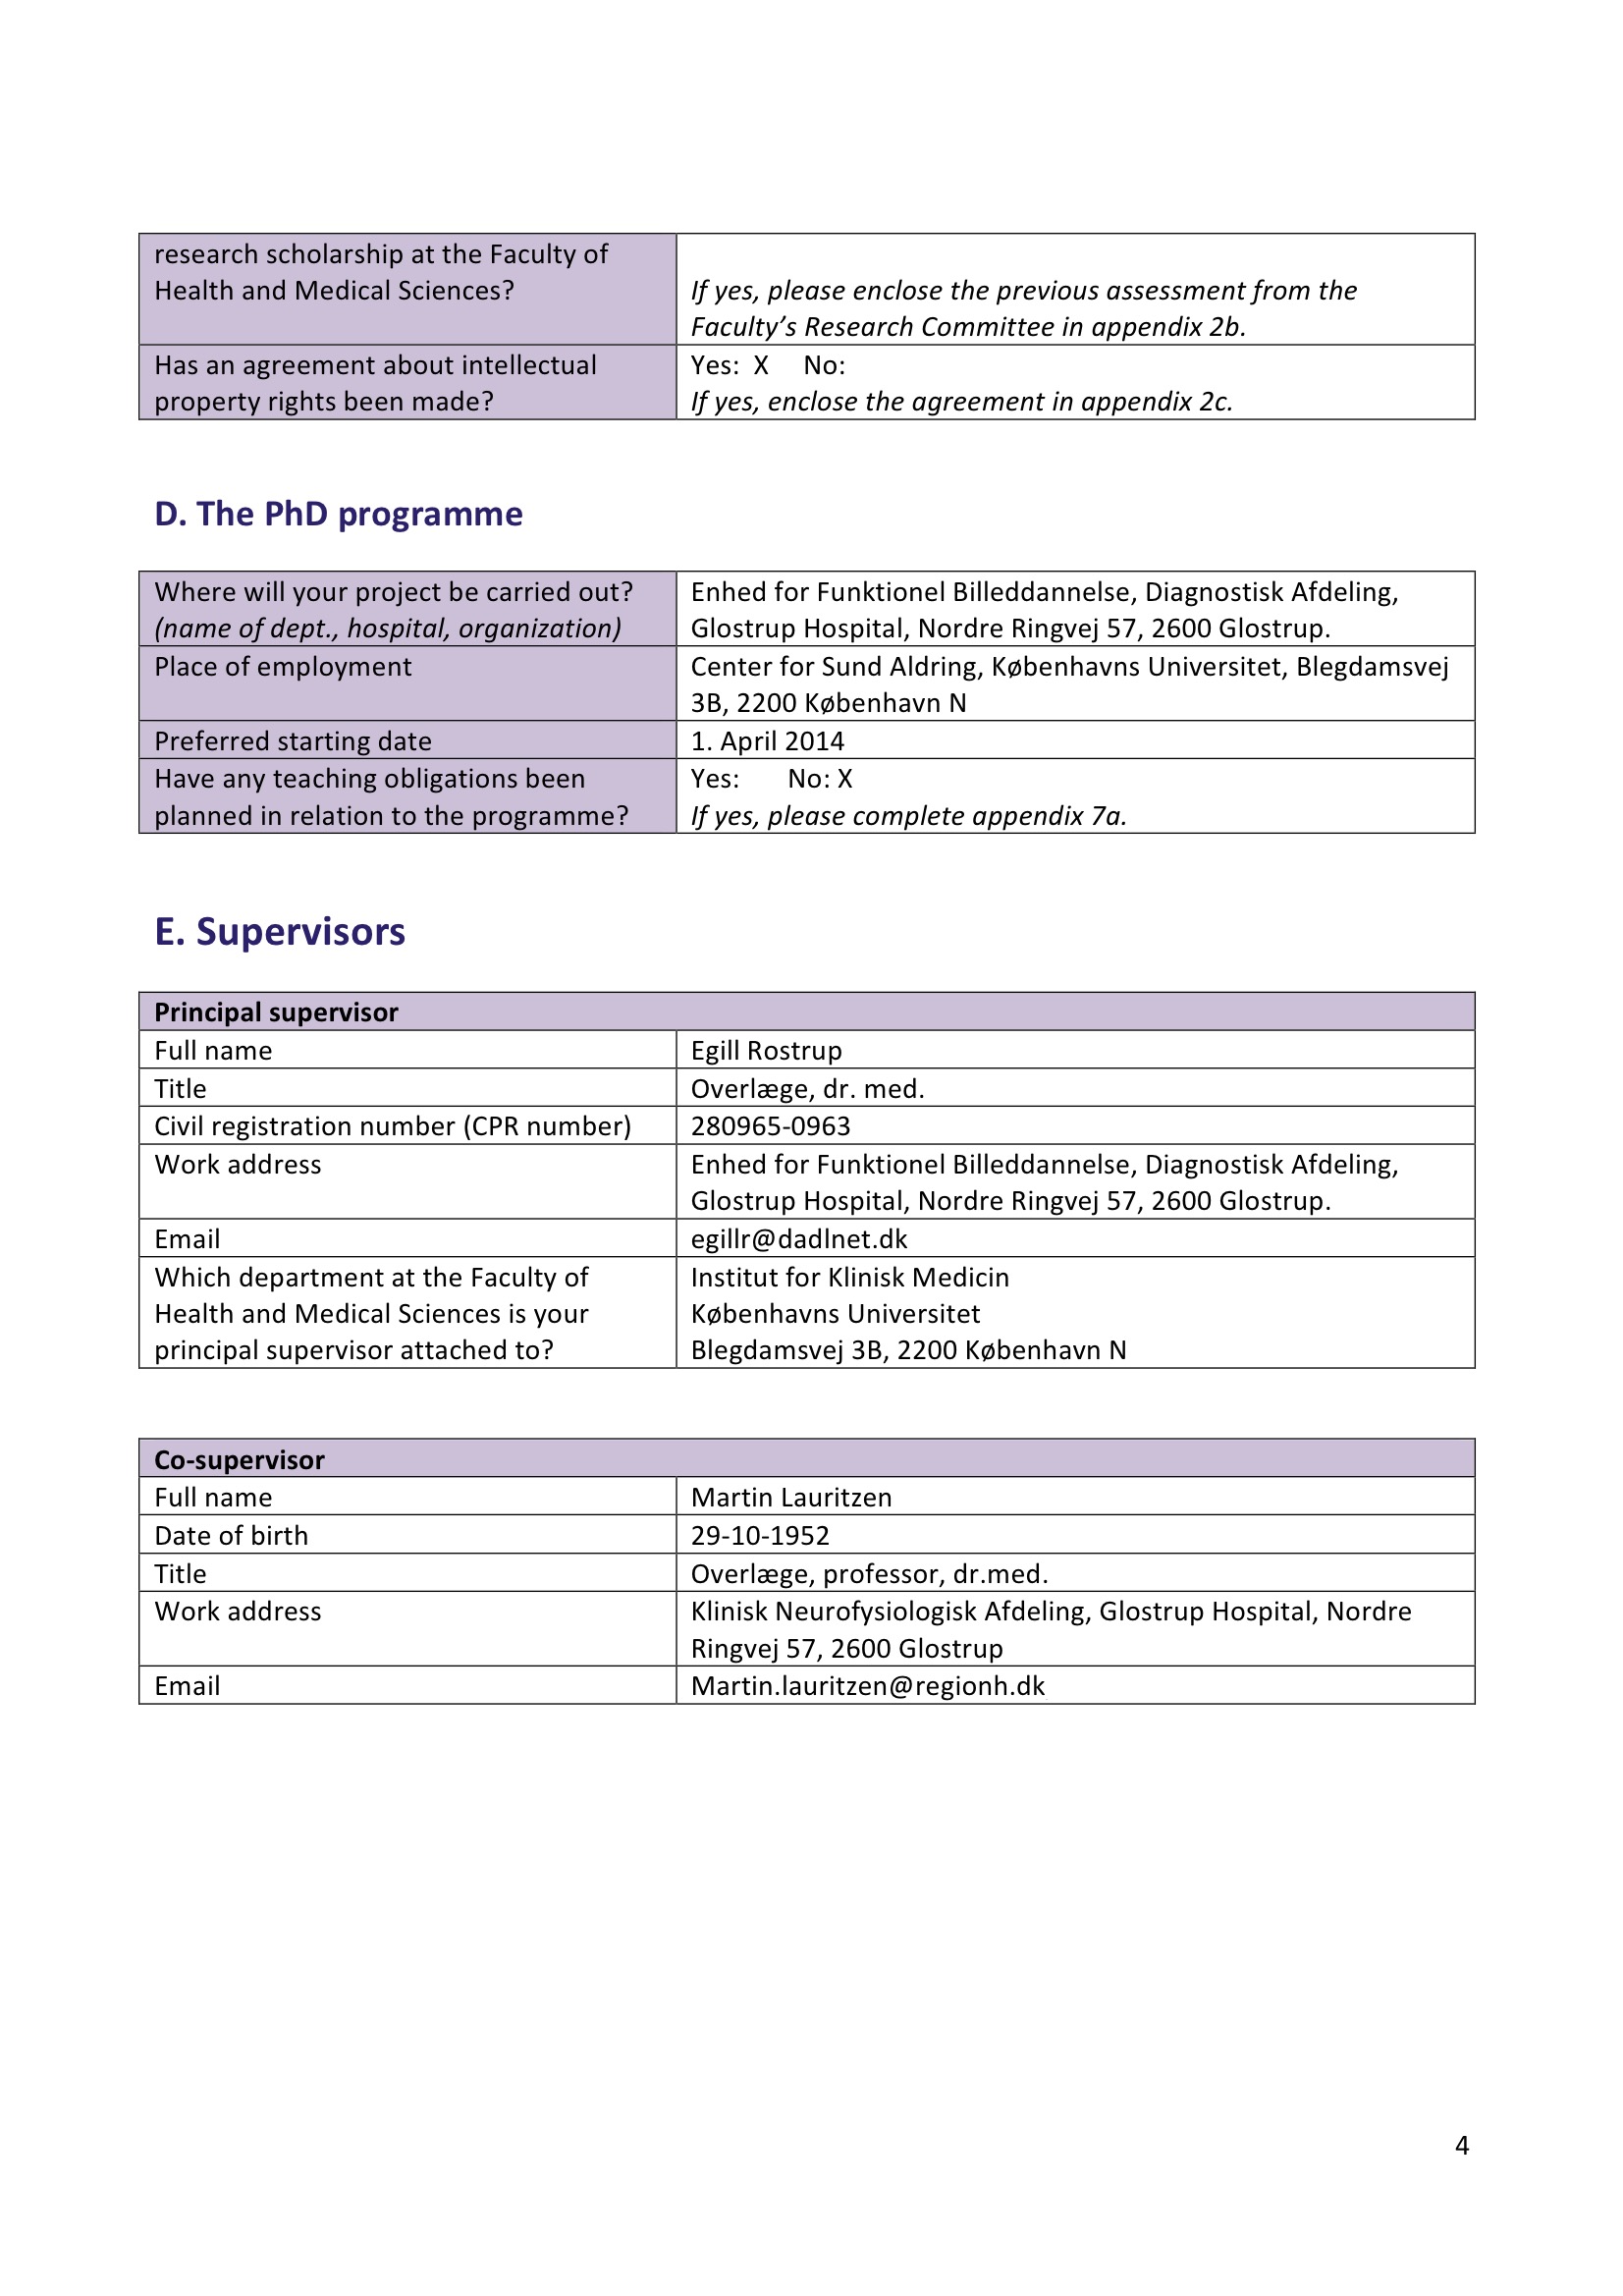 research scholarship at the Faculty of
Health and Medical Sciences?
If yes, please enclose the previous assessment from the
Faculty’s Research Committee in appendix 2b.
Has an agreement about intellectual
property rights been made?
Yes:  X     No:
If yes, enclose the agreement in appendix 2c.
D. The PhD programme
Where will your project be carried out?
(name of dept., hospital, organization)
Enhed for Funktionel Billeddannelse, Diagnostisk Afdeling,
Glostrup Hospital, Nordre Ringvej 57, 2600 Glostrup.
Place of employment
Center for Sund Aldring, Københavns Universitet, Blegdamsvej
3B, 2200 København N
Preferred starting date
1. April 2014
Have any teaching obligations been
planned in relation to the programme?
Yes:       No: X
If yes, please complete appendix 7a.
E. Supervisors
Principal supervisor
Full name
Egill Rostrup
Title
Overlæge, dr. med.
Civil registration number (CPR number)
280965-0963
Work address
Enhed for Funktionel Billeddannelse, Diagnostisk Afdeling,
Glostrup Hospital, Nordre Ringvej 57, 2600 Glostrup.
Email
egillr@dadlnet.dk
Which department at the Faculty of
Health and Medical Sciences is your
principal supervisor attached to?
Institut for Klinisk Medicin
Københavns Universitet
Blegdamsvej 3B, 2200 København N
Co-supervisor
Full name
Martin Lauritzen
Date of birth
29-10-1952
Title
Overlæge, professor, dr.med.
Work address
Klinisk Neurofysiologisk Afdeling, Glostrup Hospital, Nordre
Ringvej 57, 2600 Glostrup
Email
Martin.lauritzen@regionh.dk
4